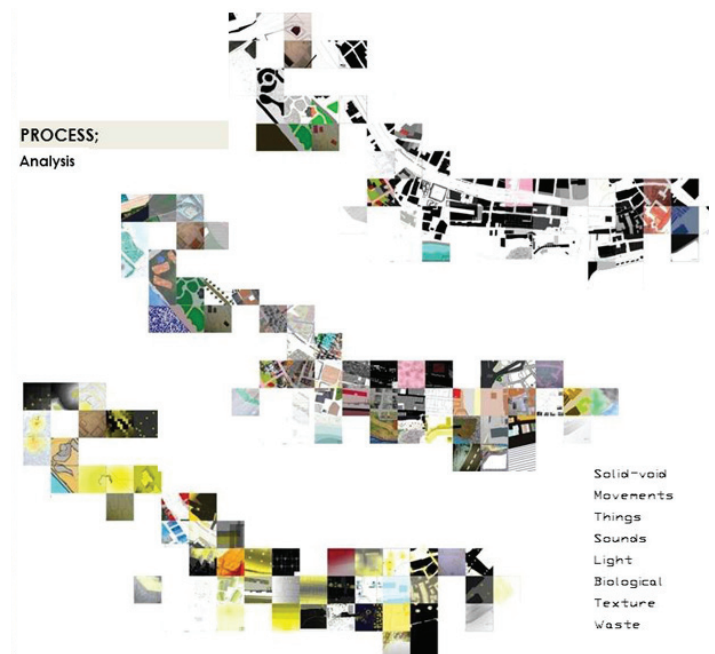 PROCESS;
Analysis
Solid-void
Movements
Things
Sounds
Light
Biological
Texture
Waste